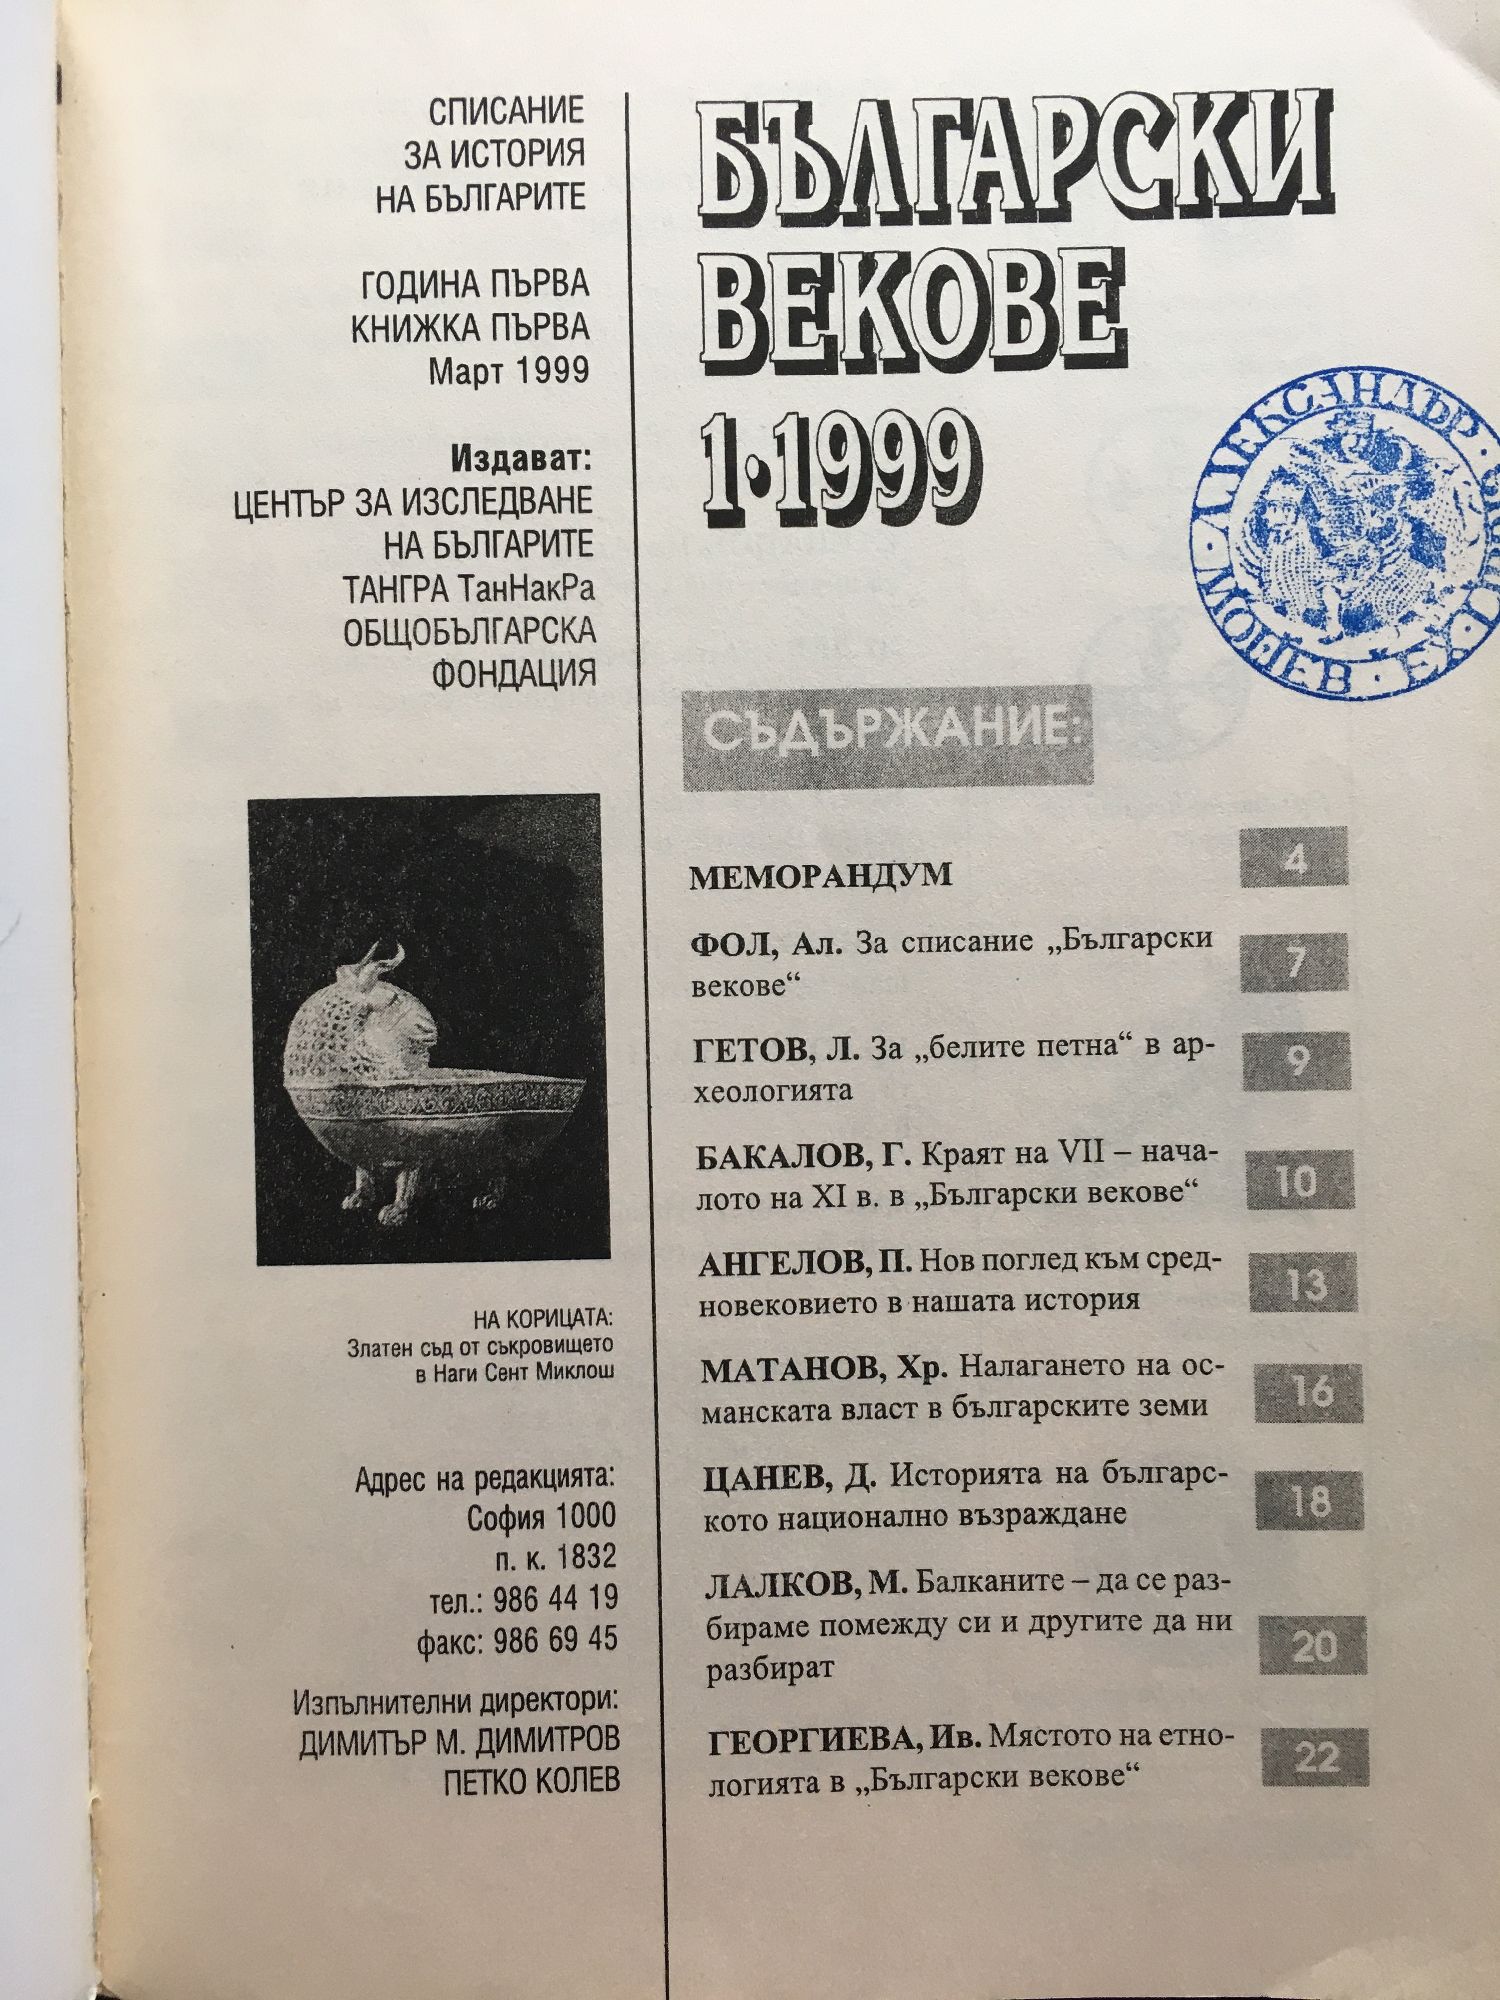 СПИСАНИЕ
ЗА ИСТОРИЯ
НА БЪЛГАРИТЕ
ГОДИНА ПЪРВА
КНИЖКА ПЪРВА
Март 1999
Издават:
ЦЕНТЪР ЗА ИЗСЛЕДВАНЕ
НА БЪЛГАРИТЕ
ТАНГРА ТанНакРа
ОБЩОБЪЛГАРСКА
ФОНДАЦИЯ
НА КОРИЦАТА:
Златен съд от съкровището
в Наги Сент Миклош
Адрес на редакцията:
София 1000
п. к. 1832
тел.: 986 44 19
факс: 986 69 45
Изпълнителни директори:
ДИМИТЪР М. ДИМИТРОВ
ПЕТКО КОЛЕВ
БЪЛГАРСКИ
ВЕКОВЕ
1·1999
АЛЕКСАНДЪР
МОШЕВ · EX
СЪДЪРЖАНИЕ:
МЕМОРАНДУМ 4
ФОЛ, Ал. За списание „Български
векове“ 7
ГЕТОВ, Л. За „белите петна“ в ар-
хеологията 9
БАКАЛОВ, Г. Краят на VII – нача-
лото на XI в. в „Български векове“ 10
АНГЕЛОВ, П. Нов поглед към сред-
новековието в нашата история 13
МАТАНОВ, Хр. Налагането на ос-
манската власт в българските земи 16
ЦАНЕВ, Д. Историята на българс-
кото национално възраждане 18
ЛАЛКОВ, М. Балканите – да се раз-
бираме помежду си и другите да ни
разбират 20
ГЕОРГИЕВА, Ив. Мястото на етно-
логията в „Български векове“ 22